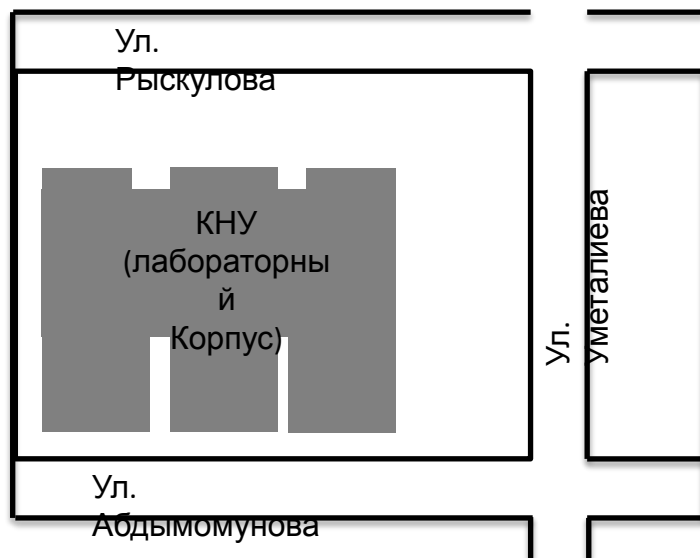 Ул.
Рыскулова
КНУ
(лабораторны
й
Корпус)
Ул.
Уметалиева
Ул.
Абдымомунова